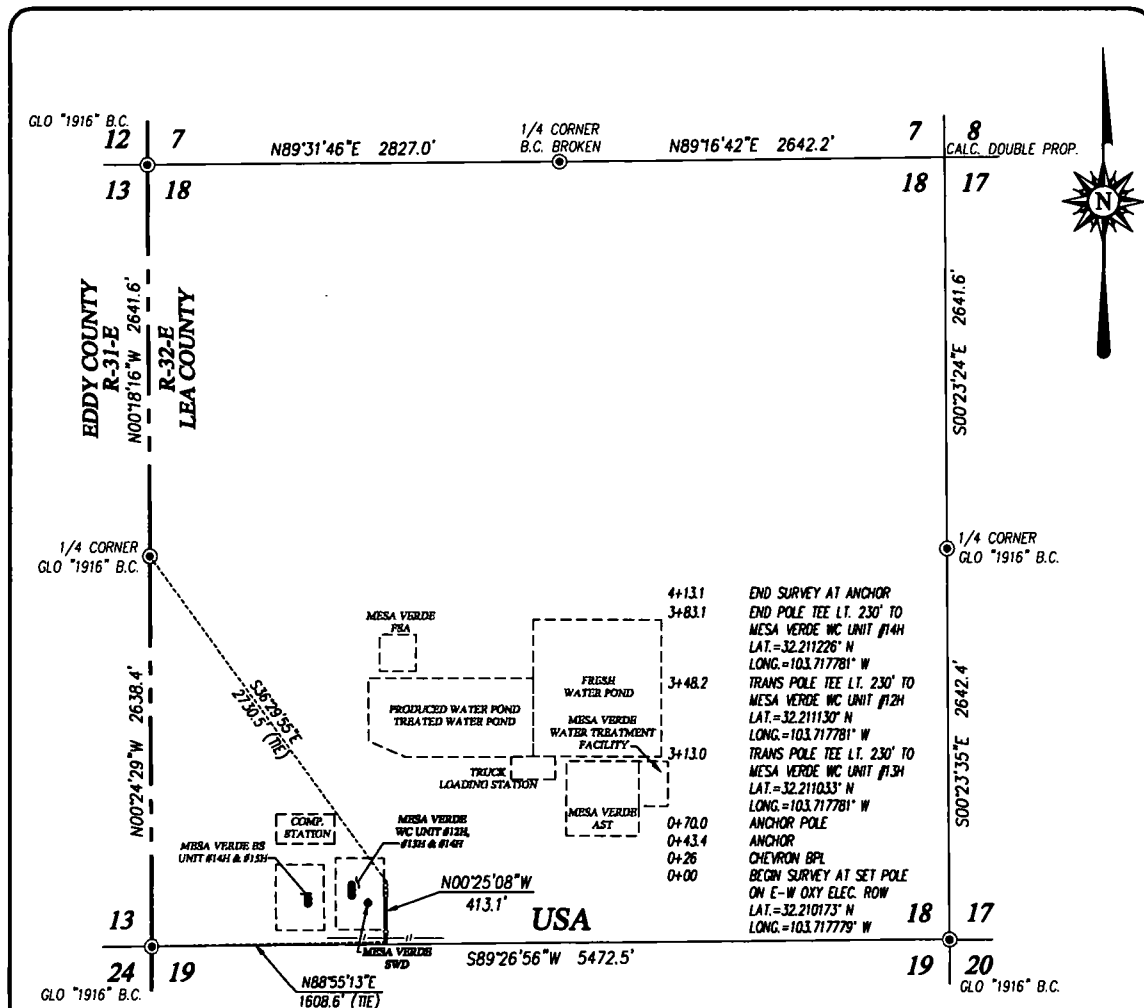 GLO "1916" B.C.
12 7
N89°31'46"E 2827.0'
1/4 CORNER
B.C. BROKEN
N89°16'42"E 2642.2'
7 8
CALC. DOUBLE PROP.
13 18
18 17
N
EDDY COUNTY
R-31-E
N00°18'16"W 2641.6'
R-32-E
LEA COUNTY
S00°23'24"E 2641.6'
1/4 CORNER
GLO "1916" B.C.
1/4 CORNER
GLO "1916" B.C.
N00°24'29"W 2638.4'
S36°29'55"E
2730.5' (TIE)
MESA VERDE
FSA
PRODUCED WATER POND
TREATED WATER POND
FRESH
WATER POND
MESA VERDE
WATER TREATMENT
FACILITY
TRUCK
LOADING STATION
MESA VERDE
AST
4+13.1 END SURVEY AT ANCHOR
3+83.1 END POLE TEE LT. 230' TO
MESA VERDE WC UNIT #14H
LAT.=32.211226° N
LONG.=103.717781° W
3+48.2 TRANS POLE TEE LT. 230' TO
MESA VERDE WC UNIT #12H
LAT.=32.211130° N
LONG.=103.717781° W
3+13.0 TRANS POLE TEE LT. 230' TO
MESA VERDE WC UNIT #13H
LAT.=32.211033° N
LONG.=103.717781° W
0+70.0 ANCHOR POLE
0+43.4 ANCHOR
0+26 CHEVRON BPL
0+00 BEGIN SURVEY AT SET POLE
ON E-W OXY ELEC. ROW
LAT.=32.210173° N
LONG.=103.717779° W
S00°23'35"E 2642.4'
COMP.
STATION
MESA VERDE
WC UNIT #12H,
#13H & #14H
MESA VERDE BS
UNIT #14H & #15H
N00°25'08"W
413.1'
USA
MESA VERDE
SWD
S89°26'56"W 5472.5'
13
18 17
24 19
19 20
GLO "1916" B.C.
N88°55'13"E
1608.6' (TIE)
GLO "1916" B.C.